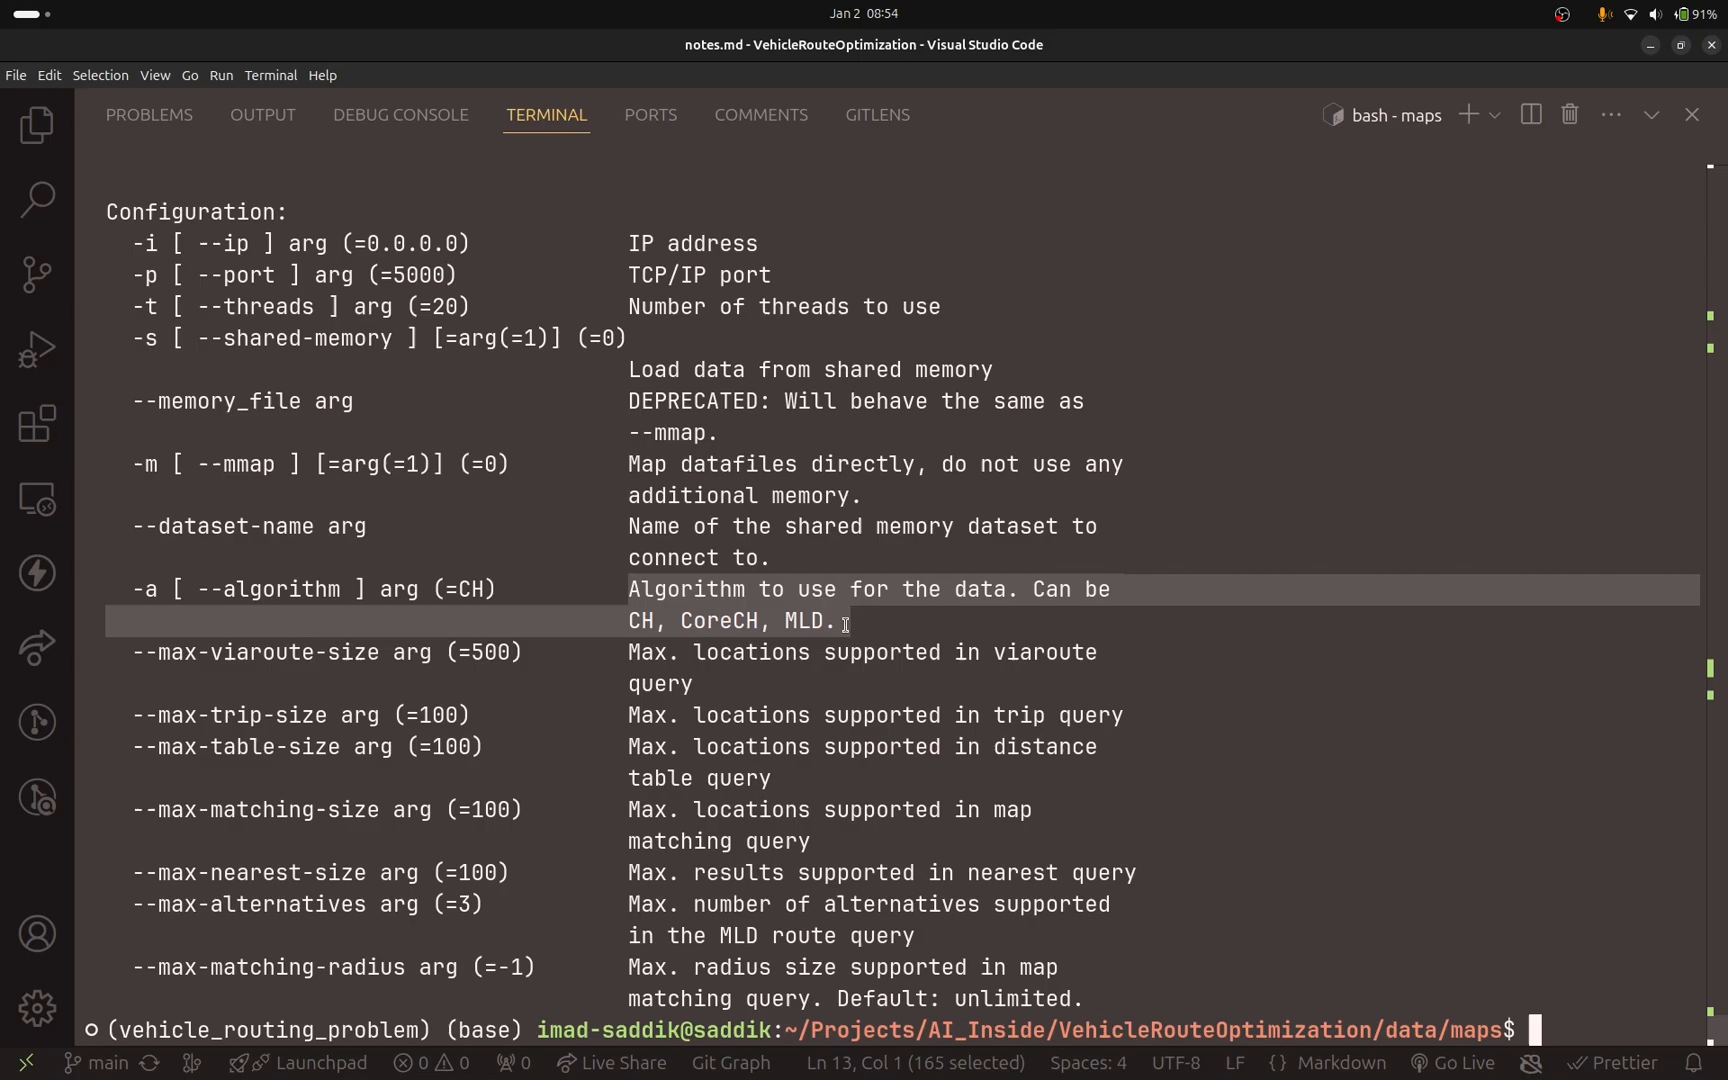 Jan 2 08:54
91%
notes.md - VehicleRouteOptimization - Visual Studio Code
File Edit Selection View Go Run Terminal Help
PROBLEMS OUTPUT DEBUG CONSOLE TERMINAL PORTS COMMENTS GITLENS bash - maps
Configuration:
-i [ --ip ] arg (=0.0.0.0) IP address
-p [ --port ] arg (=5000) TCP/IP port
-t [ --threads ] arg (=20) Number of threads to use
-s [ --shared-memory ] [=arg(=1)] (=0)
Load data from shared memory
--memory_file arg DEPRECATED: Will behave the same as
--mmap.
-m [ --mmap ] [=arg(=1)] (=0) Map datafiles directly, do not use any
additional memory.
--dataset-name arg Name of the shared memory dataset to
connect to.
-a [ --algorithm ] arg (=CH) Algorithm to use for the data. Can be
CH, CoreCH, MLD.
--max-viaroute-size arg (=500) Max. locations supported in viaroute
query
--max-trip-size arg (=100) Max. locations supported in trip query
--max-table-size arg (=100) Max. locations supported in distance
table query
--max-matching-size arg (=100) Max. locations supported in map
matching query
--max-nearest-size arg (=100) Max. results supported in nearest query
--max-alternatives arg (=3) Max. number of alternatives supported
in the MLD route query
--max-matching-radius arg (=-1) Max. radius size supported in map
matching query. Default: unlimited.
(vehicle_routing_problem) (base) imad-saddik@saddik:~/Projects/AI_Inside/VehicleRouteOptimization/data/maps$
main Launchpad 0 0 0 Live Share Git Graph Ln 13, Col 1 (165 selected) Spaces: 4 UTF-8 LF {} Markdown Go Live Prettier